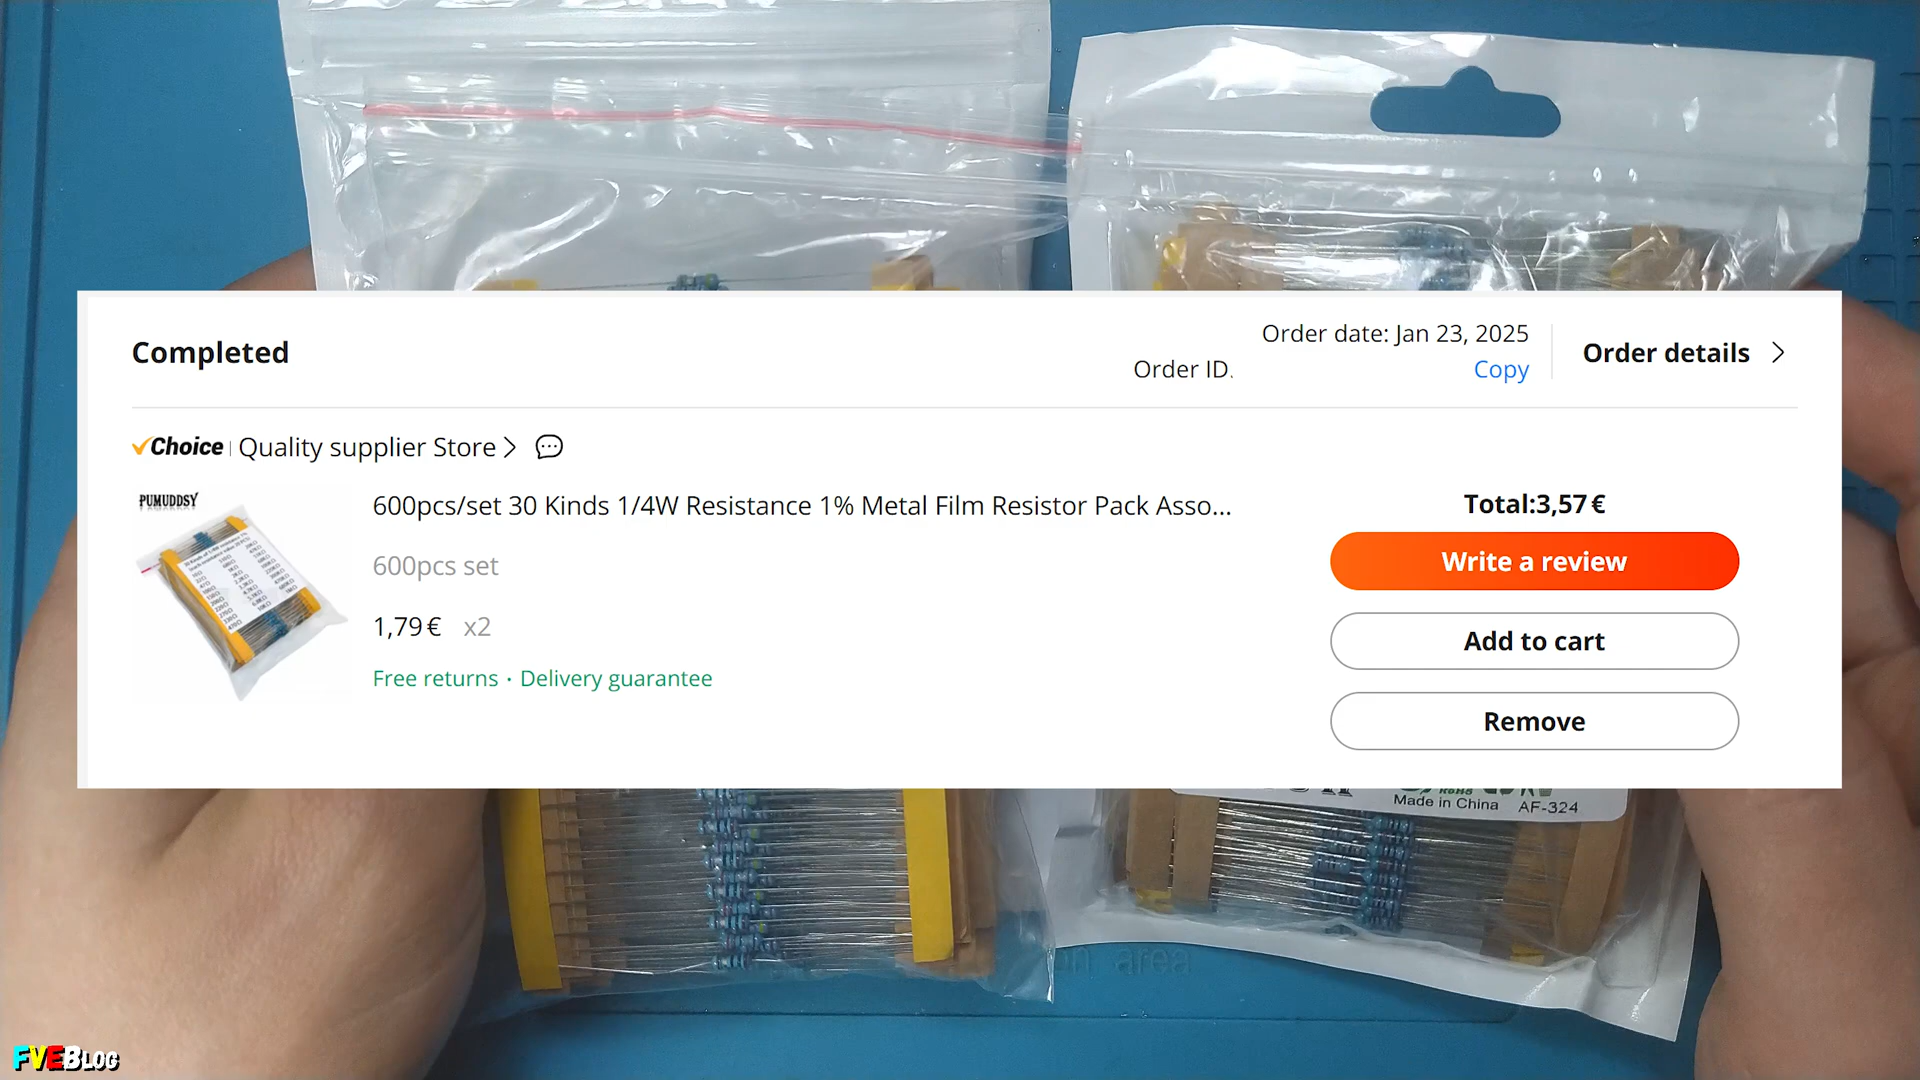 Completed
Order date: Jan 23, 2025
Order ID.
Copy
Order details
Choice
Quality supplier Store
PUMUDDSY
600pcs/set 30 Kinds 1/4W Resistance 1% Metal Film Resistor Pack Asso...
600pcs set
1,79€ x2
Free returns · Delivery guarantee
Total:3,57€
Write a review
Add to cart
Remove
RoHS
Made in China AF-324
area
FVEBLOG